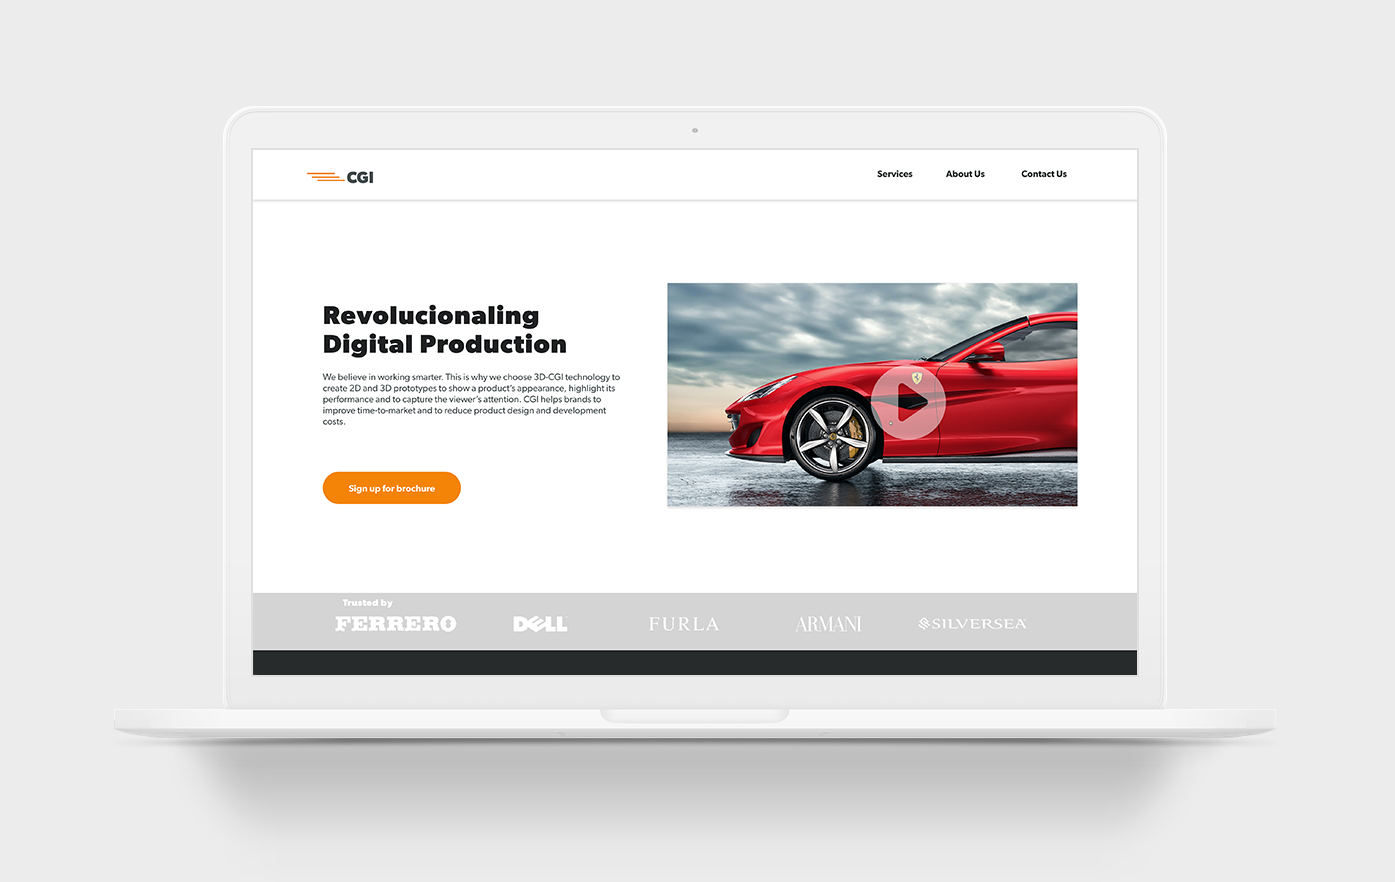 CGI
Services
About Us
Contact Us
Revolucionaling
Digital Production
We believe in working smarter. This is why we choose 3D-CGI technology to
create 2D and 3D prototypes to show a product's appearance, highlight its
performance and to capture the viewer's attention. CGI helps brands to
improve time-to-market and to reduce product design and development
costs.
Sign up for brochure
Trusted by
FERRERO
DELL
FURLA
ARMANI
SILVERSEA